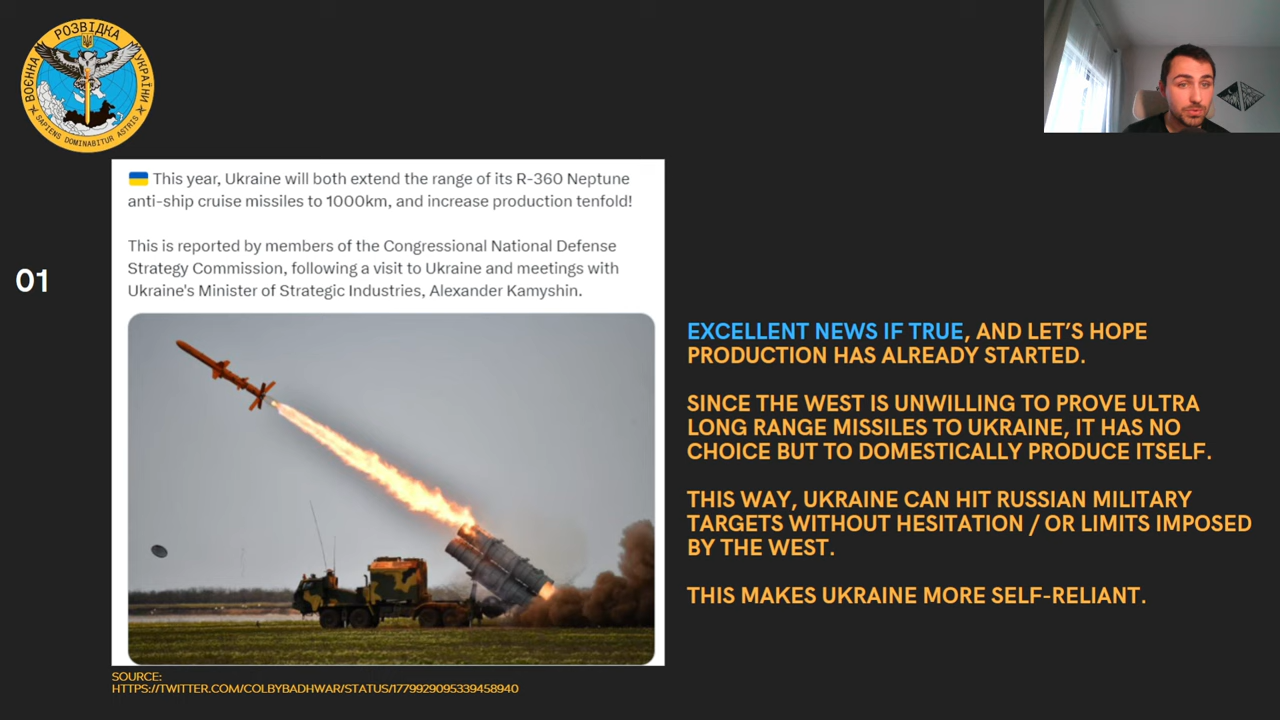 РОЗВІДКА
ВОЄННА
УКРАЇНИ
SAPIENS DOMINABITUR ASTRIS
This year, Ukraine will both extend the range of its R-360 Neptune
anti-ship cruise missiles to 1000km, and increase production tenfold!
This is reported by members of the Congressional National Defense
Strategy Commission, following a visit to Ukraine and meetings with
Ukraine's Minister of Strategic Industries, Alexander Kamyshin.
01
EXCELLENT NEWS IF TRUE, AND LET'S HOPE
PRODUCTION HAS ALREADY STARTED.
SINCE THE WEST IS UNWILLING TO PROVE ULTRA
LONG RANGE MISSILES TO UKRAINE, IT HAS NO
CHOICE BUT TO DOMESTICALLY PRODUCE ITSELF.
THIS WAY, UKRAINE CAN HIT RUSSIAN MILITARY
TARGETS WITHOUT HESITATION / OR LIMITS IMPOSED
BY THE WEST.
THIS MAKES UKRAINE MORE SELF-RELIANT.
SOURCE:
HTTPS://TWITTER.COM/COLBYBADHWAR/STATUS/1779929095339458940